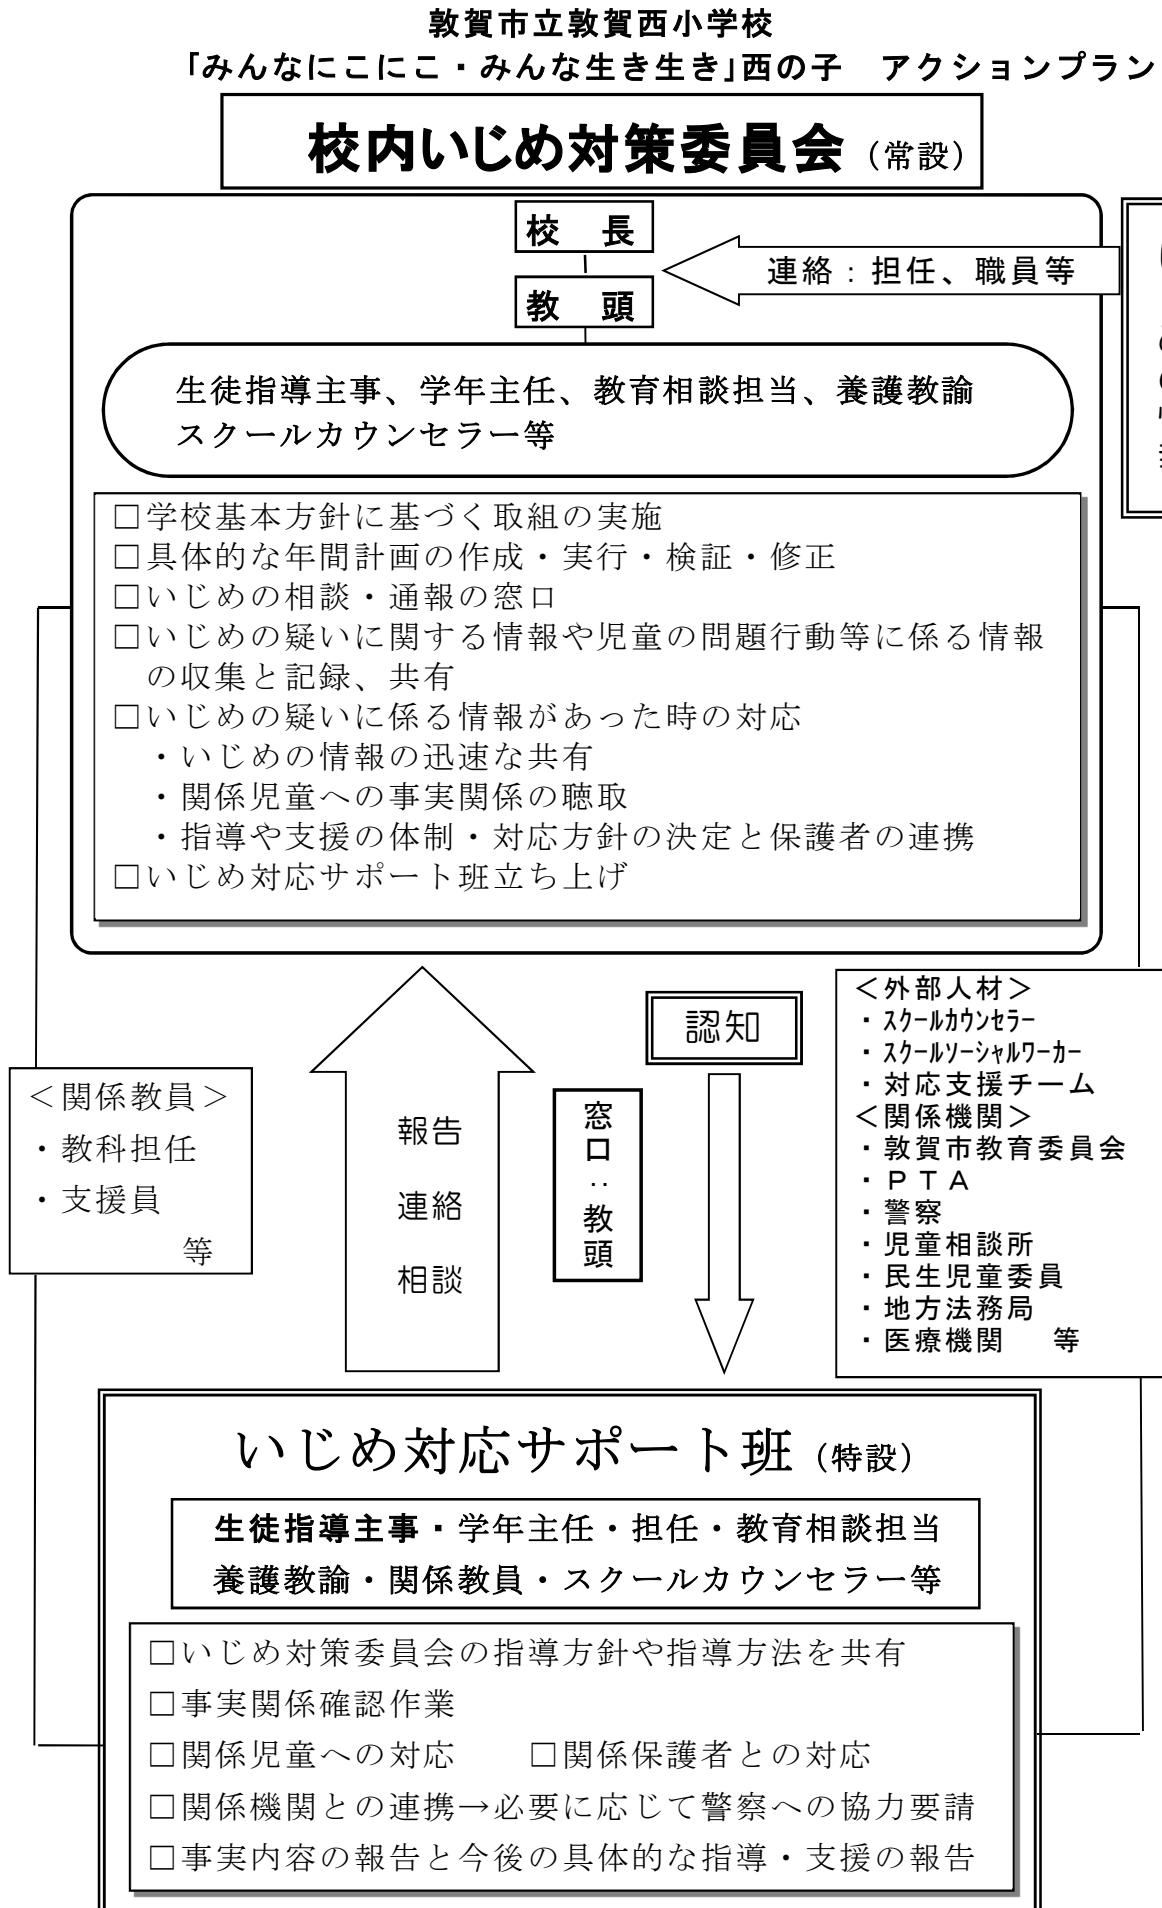 敦賀市立敦賀西小学校
「みんなにこにこ・みんな生き生き」西の子　アクションプラン
校内いじめ対策委員会（常設）
校　長
連絡：担任、職員等
教　頭
生徒指導主事、学年主任、教育相談担当、養護教諭
スクールカウンセラー等
□学校基本方針に基づく取組の実施
□具体的な年間計画の作成・実行・検証・修正
□いじめの相談・通報の窓口
□いじめの疑いに関する情報や児童の問題行動等に係る情報
の収集と記録、共有
□いじめの疑いに係る情報があった時の対応
・いじめの情報の迅速な共有
・関係児童への事実関係の聴取
・指導や支援の体制・対応方針の決定と保護者の連携
□いじめ対応サポート班立ち上げ
＜関係教員＞
・教科担任
・支援員
等
報告
連絡
相談
窓口：教頭
認知
＜外部人材＞
・ｽｸｰﾙｶｳﾝｾﾗｰ
・ｽｸｰﾙｿｰｼｬﾙﾜｰｶｰ
・対応支援チーム
＜関係機関＞
・敦賀市教育委員会
・ＰＴＡ
・警察
・児童相談所
・民生児童委員
・地方法務局
・医療機関　等
いじめ対応サポート班（特設）
生徒指導主事・学年主任・担任・教育相談担当
養護教諭・関係教員・スクールカウンセラー等
□いじめ対策委員会の指導方針や指導方法を共有
□事実関係確認作業
□関係児童への対応　　□関係保護者との対応
□関係機関との連携→必要に応じて警察への協力要請
□事実内容の報告と今後の具体的な指導・支援の報告